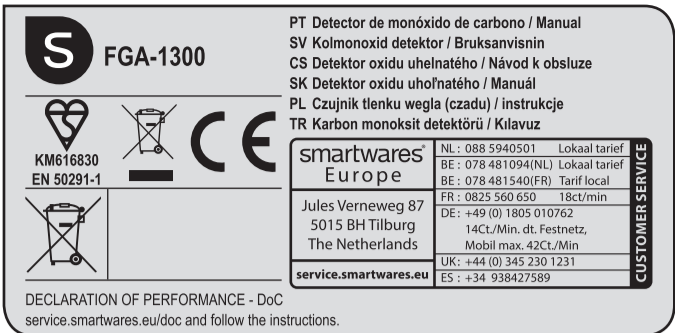 S FGA-1300
KM616830
EN 50291-1
CE
PT Detector de monóxido de carbono / Manual
SV Kolmonoxid detektor / Bruksanvisnin
CS Detektor oxidu uhelnatého / Návod k obsluze
SK Detektor oxidu uhoľnatého / Manuál
PL Czujnik tlenku wegla (czadu) / instrukcje
TR Karbon monoksit detektörü / Kılavuz
smartwares®
Europe
Jules Verneweg 87
5015 BH Tilburg
The Netherlands
service.smartwares.eu
NL : 088 5940501 Lokaal tarief
BE : 078 481094(NL) Lokaal tarief
BE : 078 481540(FR) Tarif local
FR : 0825 560 650 18ct/min
DE : +49 (0) 1805 010762
14Ct./Min. dt. Festnetz,
Mobil max. 42Ct./Min
UK: +44 (0) 345 230 1231
ES : +34 938427589
CUSTOMER SERVICE
DECLARATION OF PERFORMANCE - DoC
service.smartwares.eu/doc and follow the instructions.